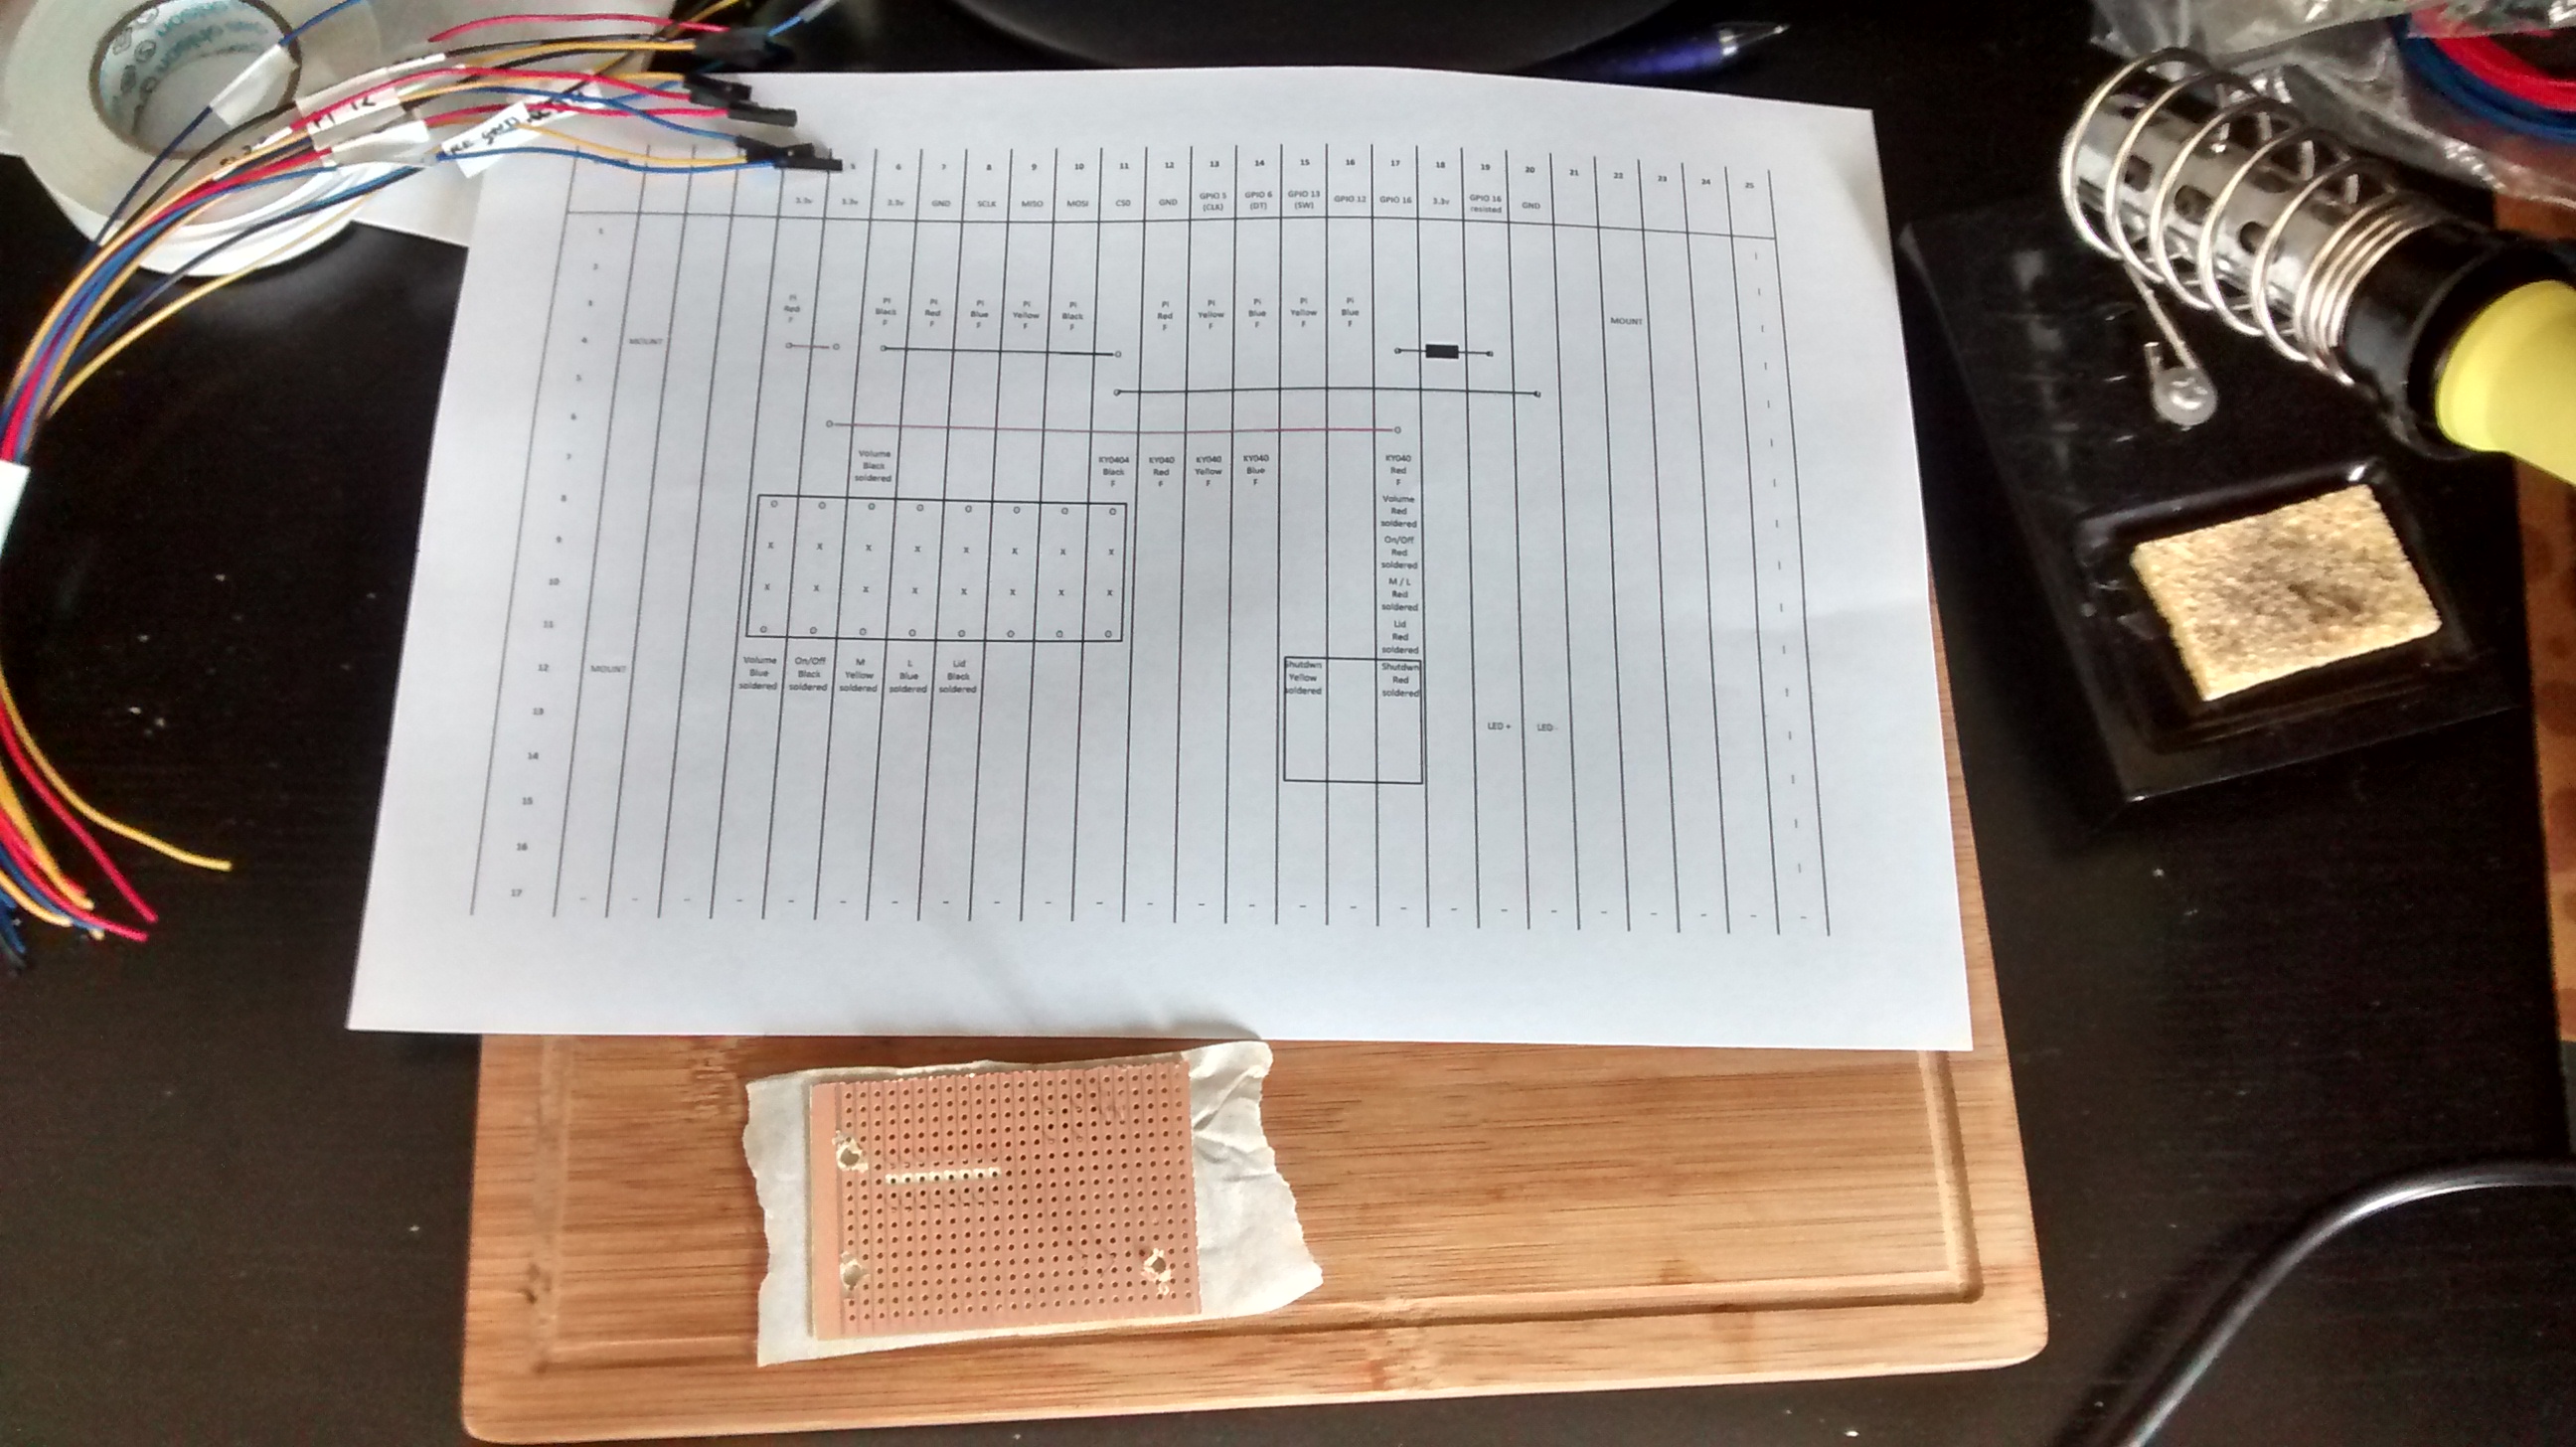 5 6 7 8 9 10 11 12 13 14 15 16 17 18 19 20 21 22 23 24 25
3.3v 3.3v 3.3v GND SCLK MISO MOSI CS0 GND GPIO 5 (CLK) GPIO 6 (DT) GPIO 13 (SW) GPIO 12 GPIO 16 3.3v GPIO 16 resisted GND
1
2
3
Pi Pi Pi Pi Pi Pi Pi Pi Pi Pi Pi
Red Black Red Blue Yellow Black Red Yellow Blue Yellow Blue
F F F F F F F F F F F
MOUNT
4 MOUNT
5
6
7
Volume Black soldered
KY0404 Black F
KY040 Red F
KY040 Yellow F
KY040 Blue F
KY040 Red F
Volume Red soldered
On/Off Red soldered
M / L Red soldered
Lid Red soldered
8 o o o o o o o o
9 x x x x x x x x
10 x x x x x x x x
11 o o o o o o o o
12 MOUNT
Volume Blue soldered
On/Off Black soldered
M Yellow soldered
L Blue soldered
Lid Black soldered
Shutdwn Yellow soldered
Shutdwn Red soldered
13
LED + LED -
14
15
16
17